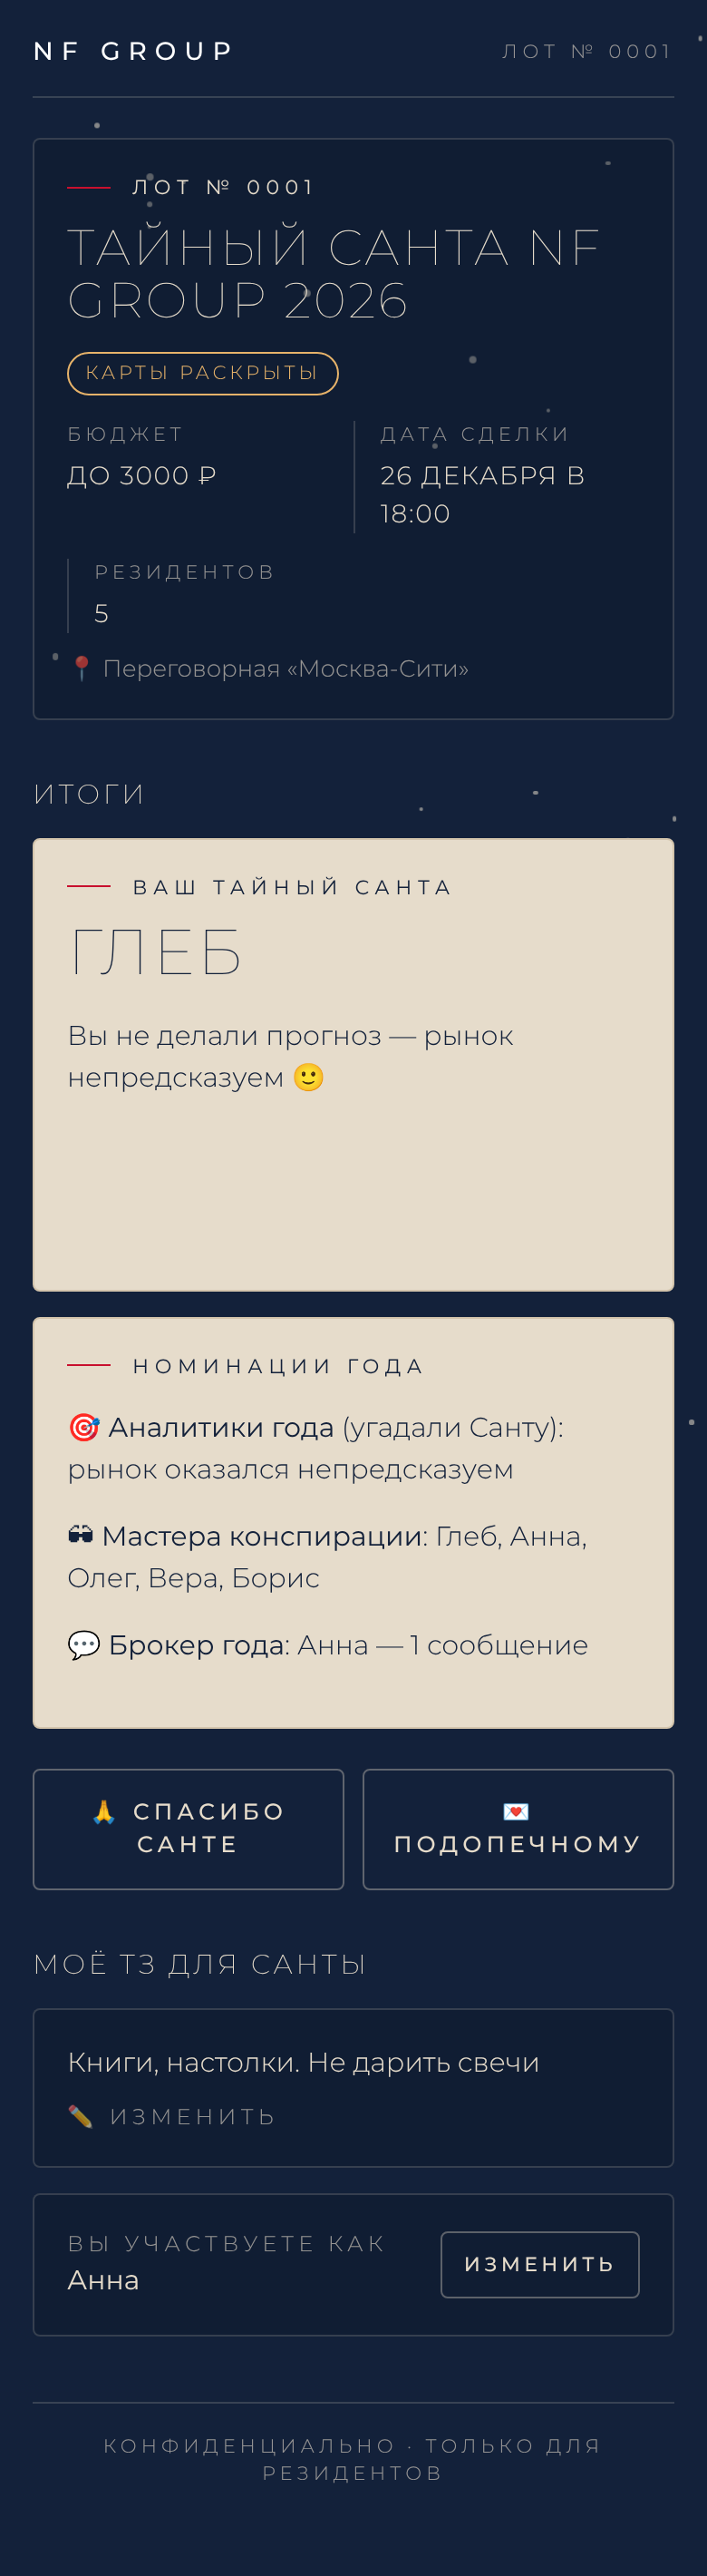 NF GROUP
ЛОТ № 0001
ЛОТ № 0001
ТАЙНЫЙ САНТА NF
GROUP 2026
КАРТЫ РАСКРЫТЫ
БЮДЖЕТ
ДО 3000 ₽
ДАТА СДЕЛКИ
26 ДЕКАБРЯ В
18:00
РЕЗИДЕНТОВ
5
📍 Переговорная «Москва-Сити»
ИТОГИ
ВАШ ТАЙНЫЙ САНТА
ГЛЕБ
Вы не делали прогноз — рынок
непредсказуем 🙂
НОМИНАЦИИ ГОДА
🎯 Аналитики года (угадали Санту):
рынок оказался непредсказуем
🕶 Мастера конспирации: Глеб, Анна,
Олег, Вера, Борис
💬 Брокер года: Анна — 1 сообщение
🙏 СПАСИБО
САНТЕ
💌
ПОДОПЕЧНОМУ
МОЁ ТЗ ДЛЯ САНТЫ
Книги, настолки. Не дарить свечи
✏️ ИЗМЕНИТЬ
ВЫ УЧАСТВУЕТЕ КАК
Анна
ИЗМЕНИТЬ
КОНФИДЕНЦИАЛЬНО · ТОЛЬКО ДЛЯ
РЕЗИДЕНТОВ